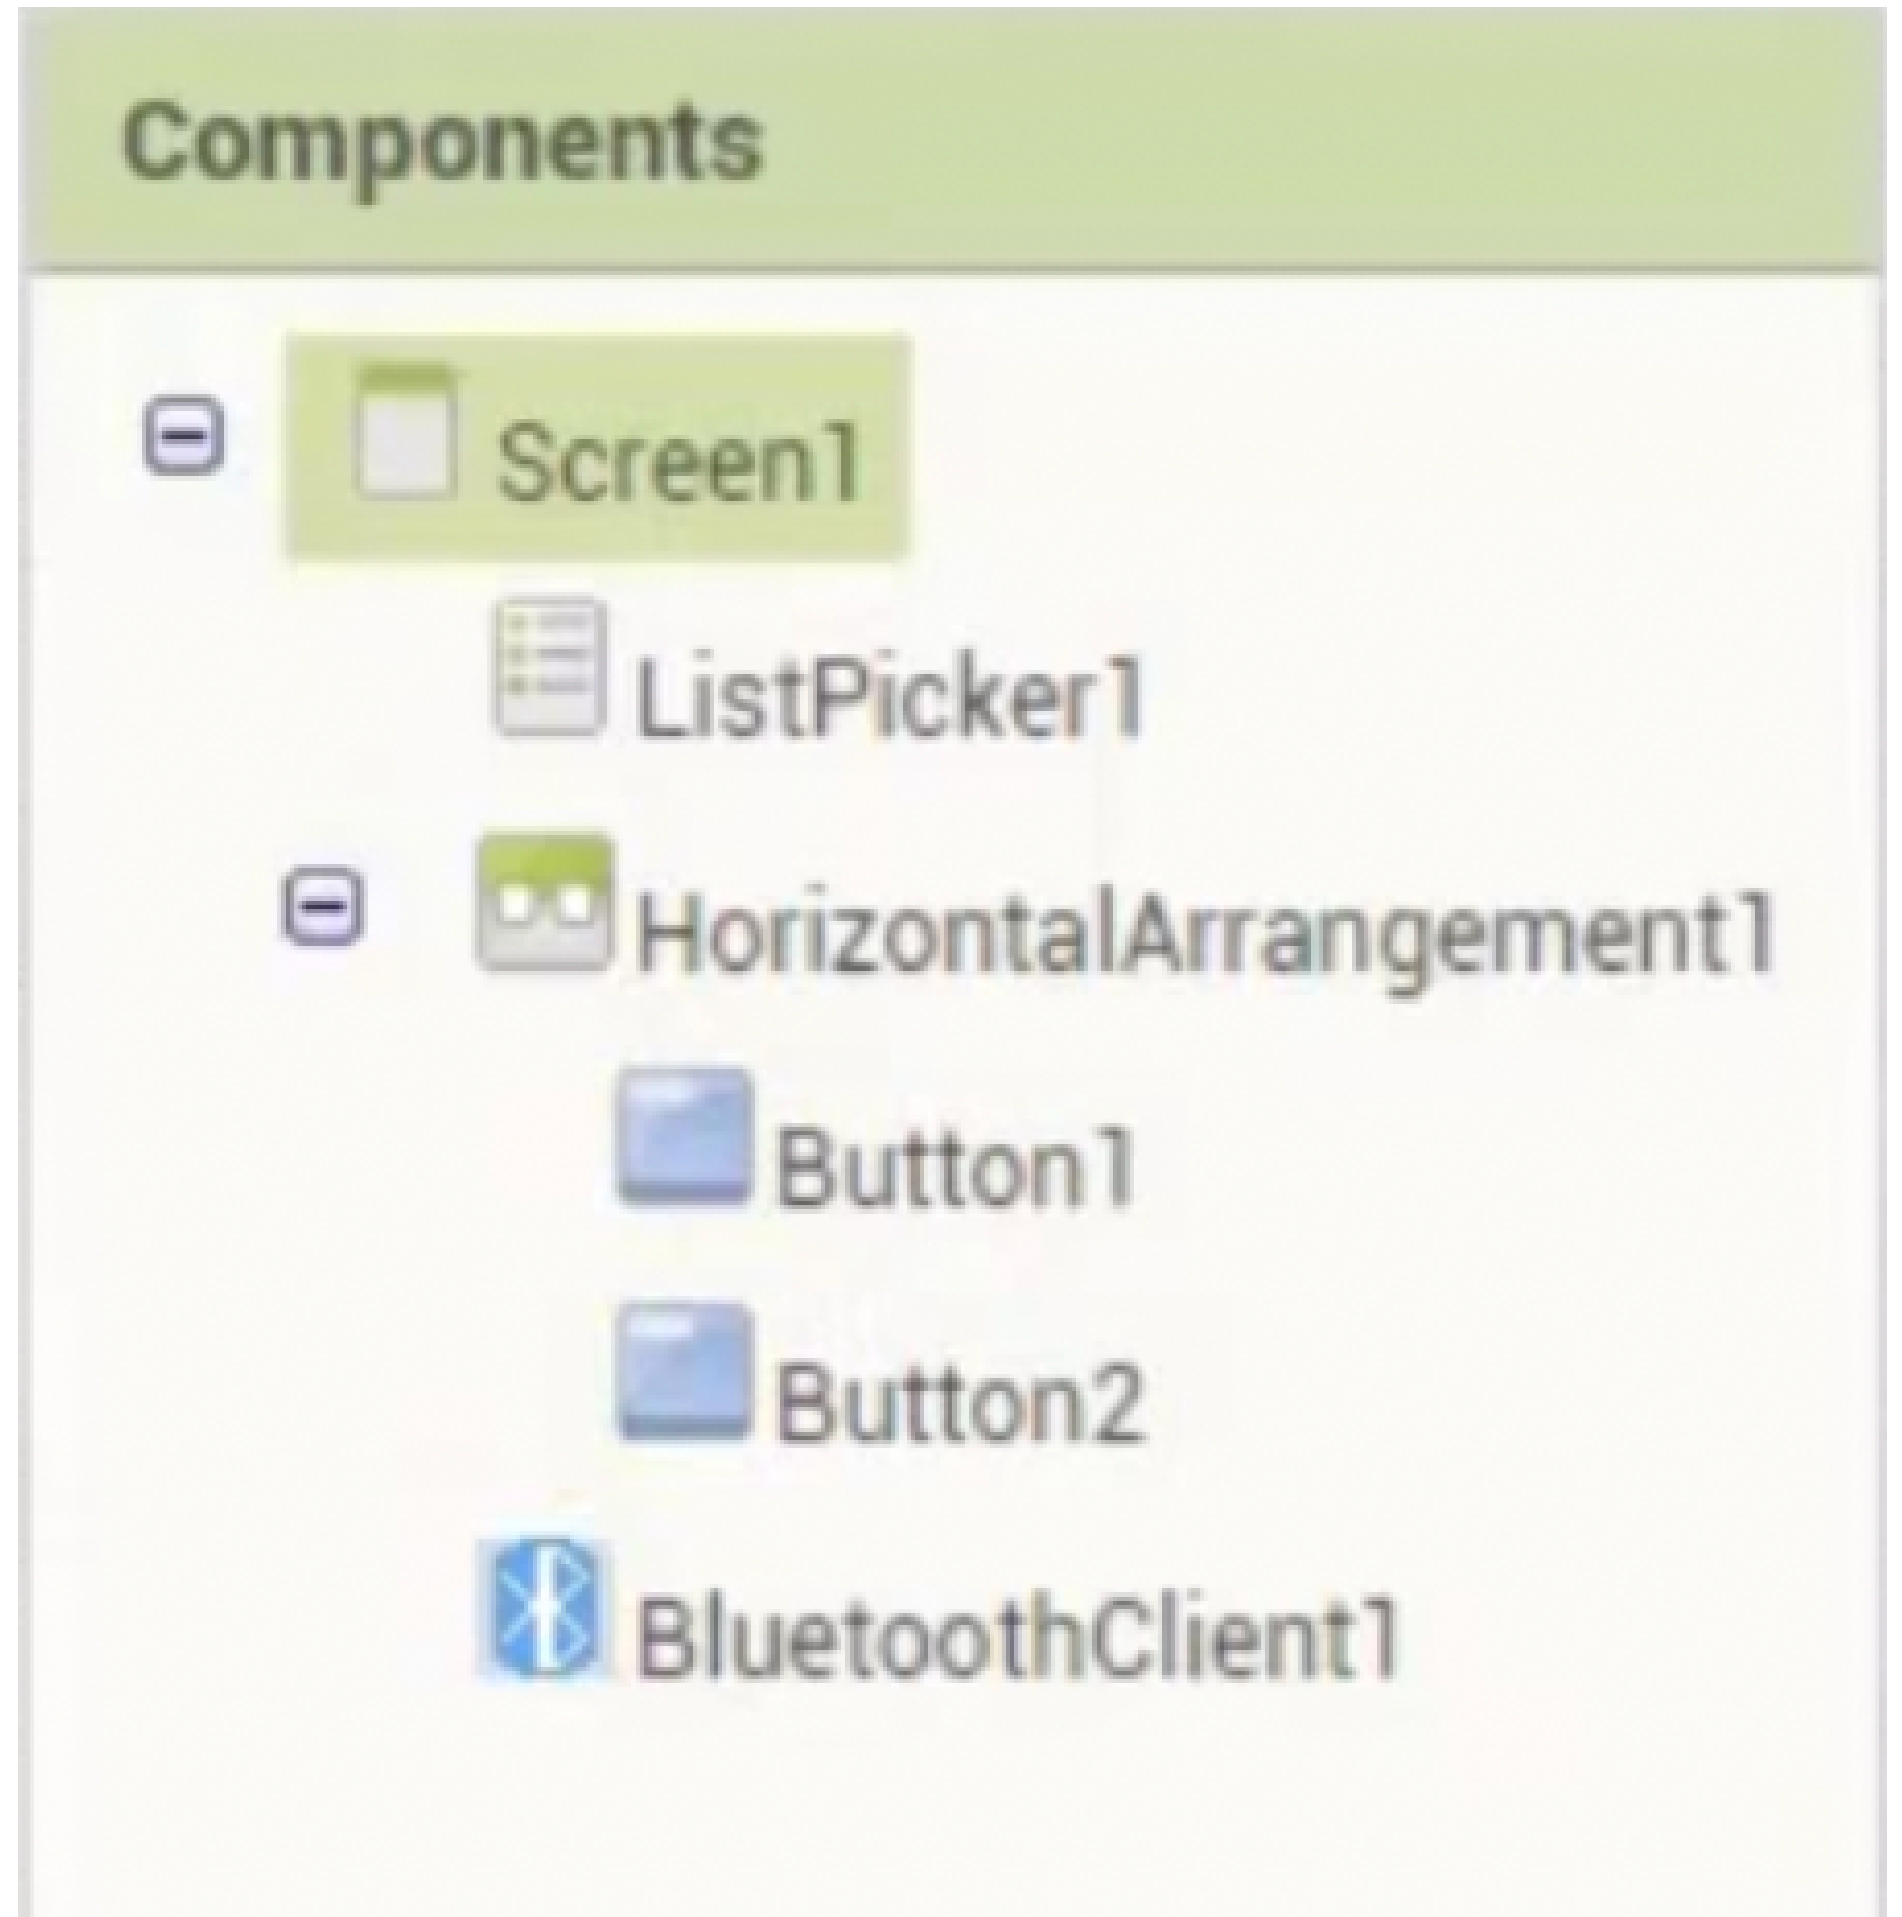 Components
Screen1
ListPicker1
HorizontalArrangement1
Button1
Button2
BluetoothClient1